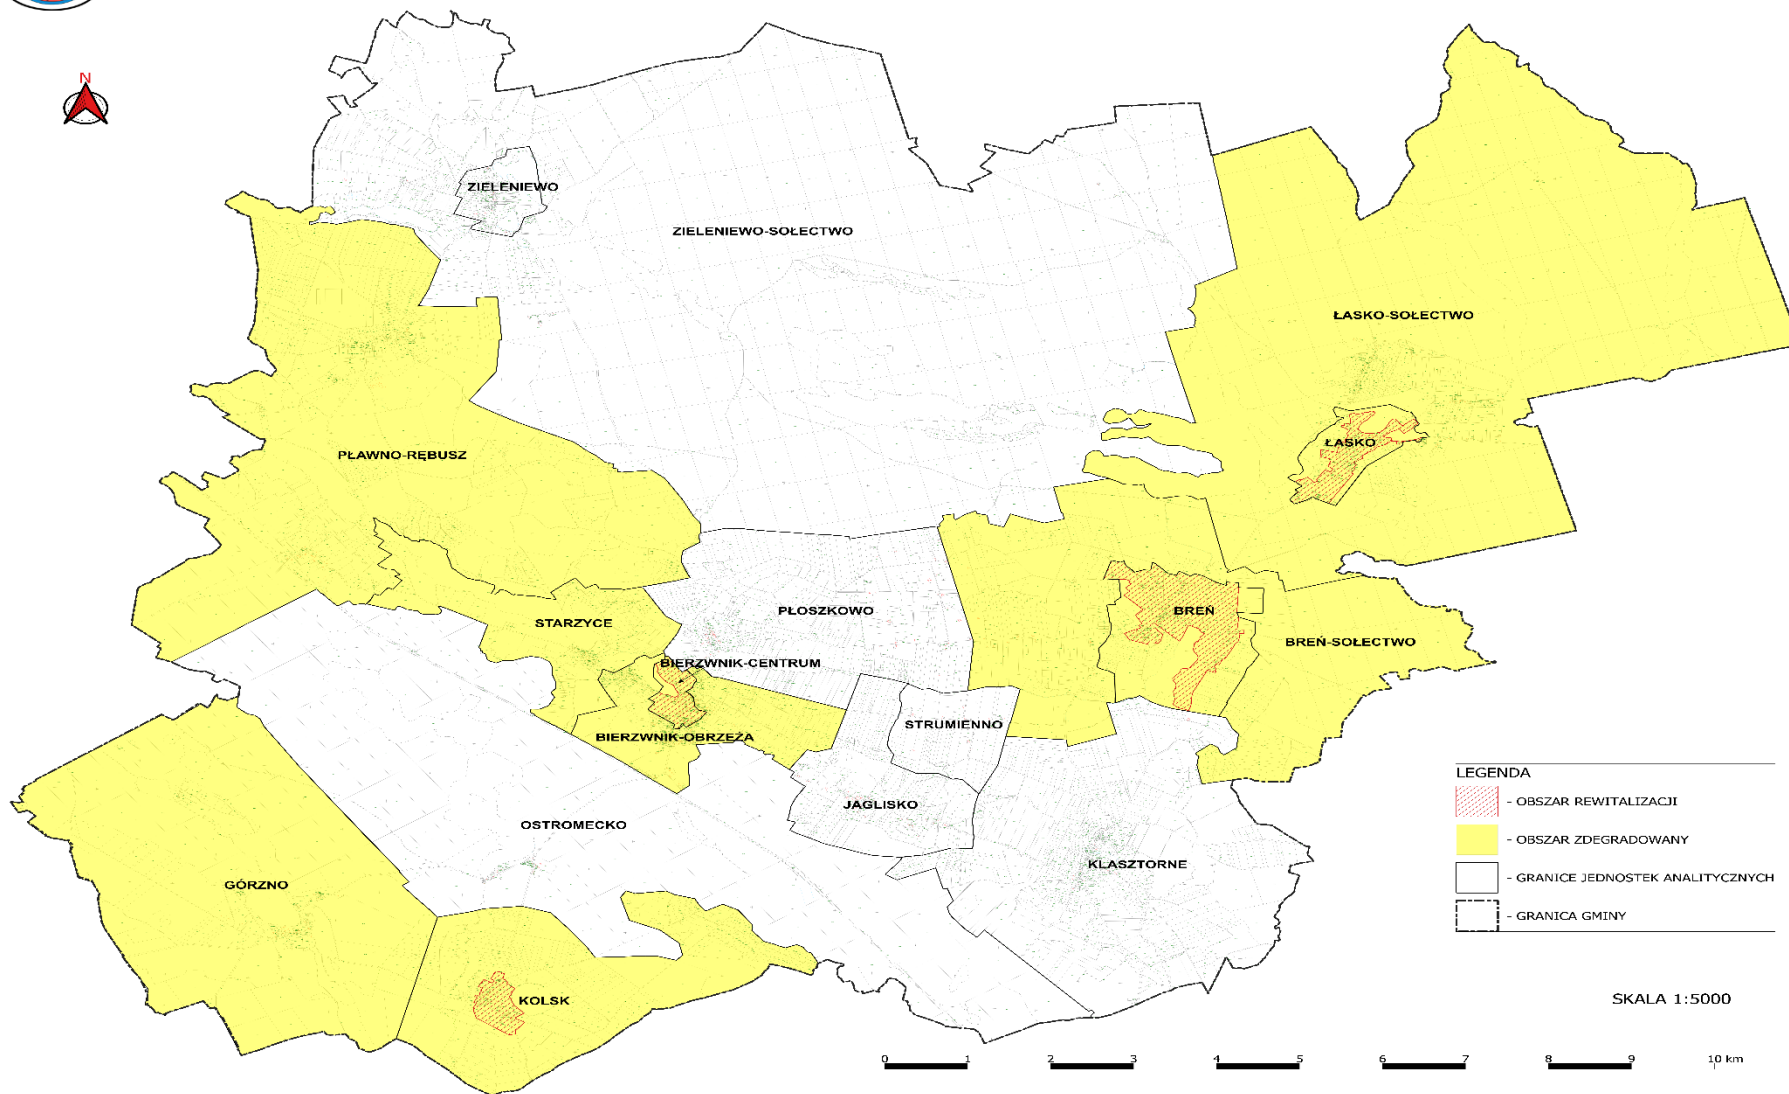 N
ZIELENIEWO
ZIELENIEWO-SOŁECTWO
ŁASKO-SOŁECTWO
ŁASKO
PŁAWNO-RĘBUSZ
STARZYCE
PŁOSZKOWO
BREŃ
BREŃ-SOŁECTWO
BIERZWNIK-CENTRUM
STRUMIENNO
BIERZWNIK-OBRZEŻA
JAGLISKO
OSTROMECKO
KLASZTORNE
GÓRZNO
KOLSK
LEGENDA
- OBSZAR REWITALIZACJI
- OBSZAR ZDEGRADOWANY
- GRANICE JEDNOSTEK ANALITYCZNYCH
- GRANICA GMINY
SKALA 1:5000
0 1 2 3 4 5 6 7 8 9 10 km